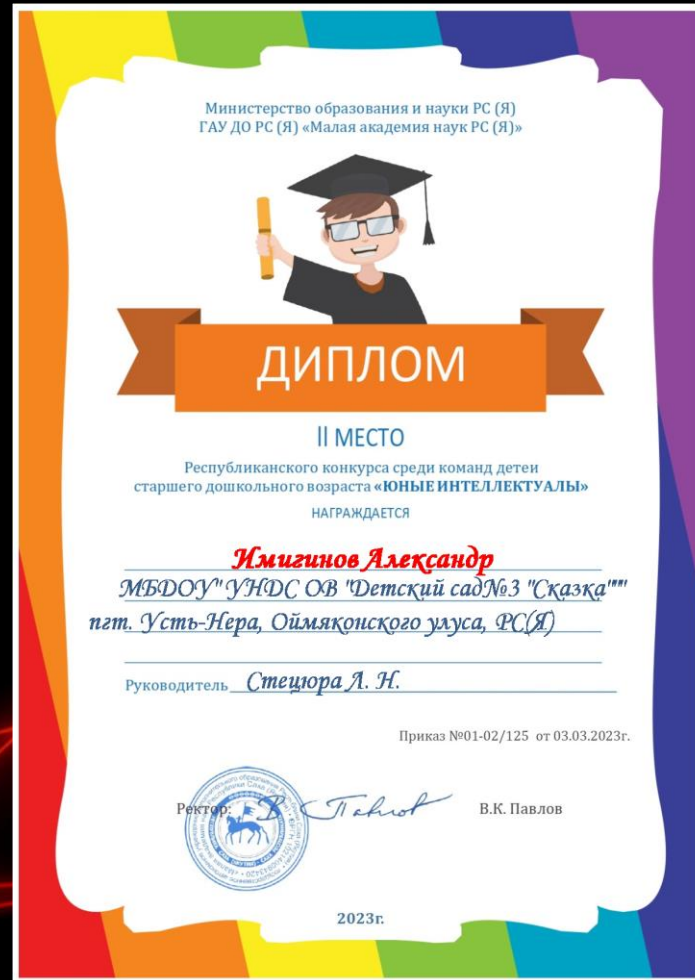 Министерство образования и науки РС (Я)
ГАУ ДО РС (Я) «Малая академия наук РС (Я)»
ДИПЛОМ
II МЕСТО
Республиканского конкурса среди команд детеи
старшего дошкольного возраста «ЮНЫЕ ИНТЕЛЛЕКТУАЛЫ»
НАГРАЖДАЕТСЯ
Имигинов Александр
МБДОУ" УНДС ОВ "Детский сад№3 "Сказка"""
пгт. Усть-Нера, Оймяконского улуса, РС(Я)
Руководитель Стецюра Л. Н.
Приказ №01-02/125 от 03.03.2023г.
Ректор: В Павлов В.К. Павлов
2023г.